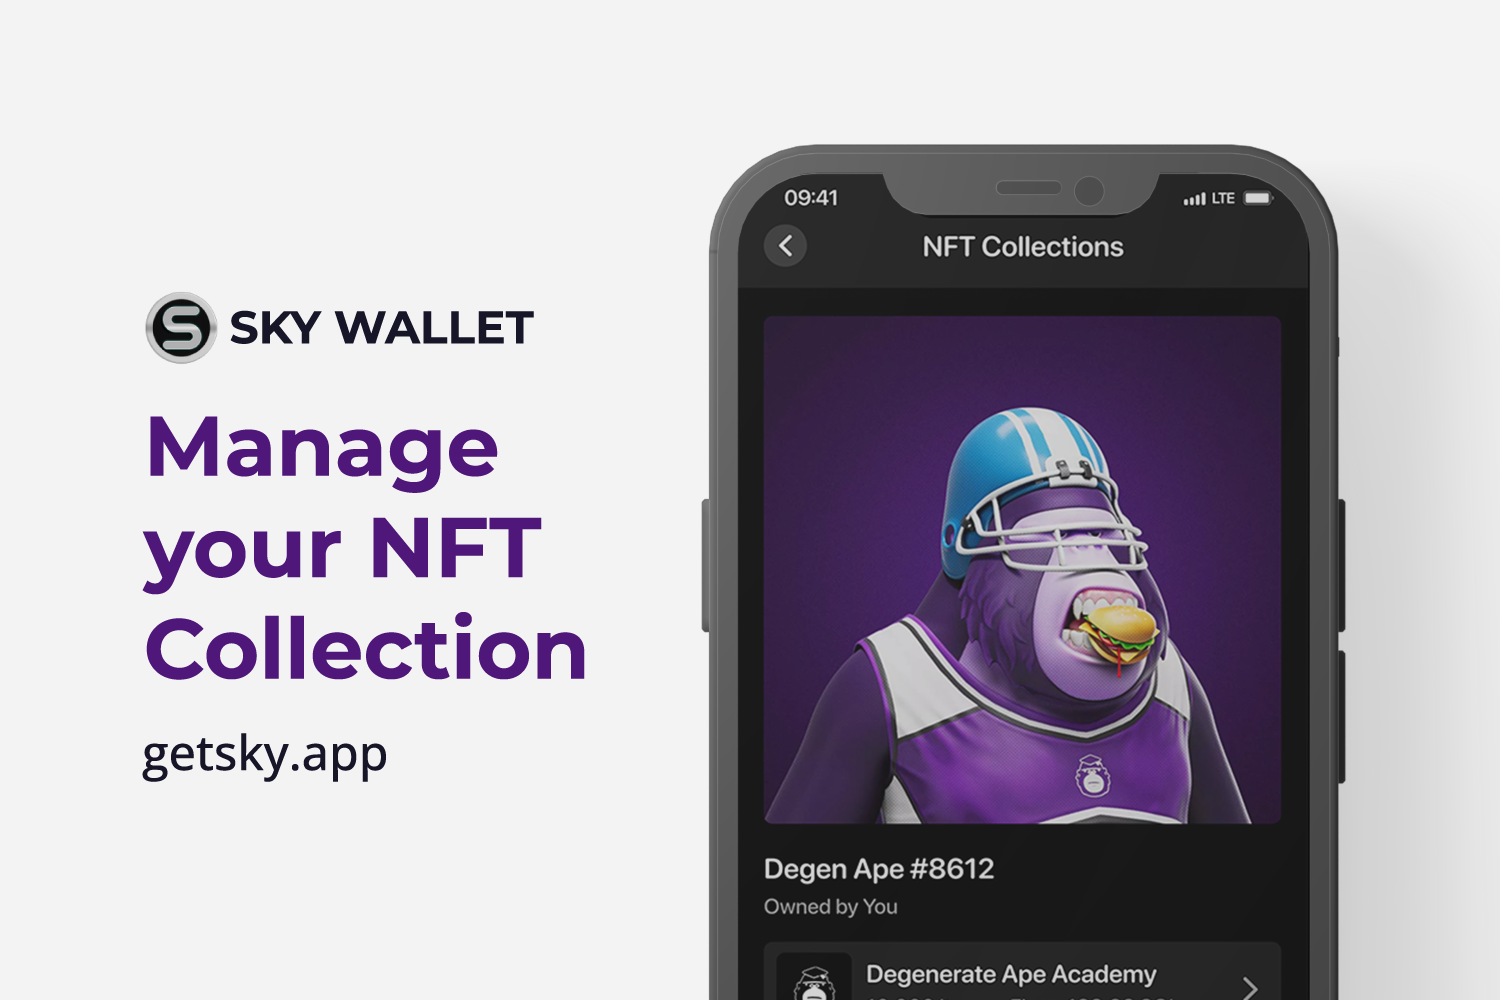 SKY WALLET
Manage
your NFT
Collection
getsky.app
09:41
LTE
NFT Collections
Degen Ape #8612
Owned by You
Degenerate Ape Academy